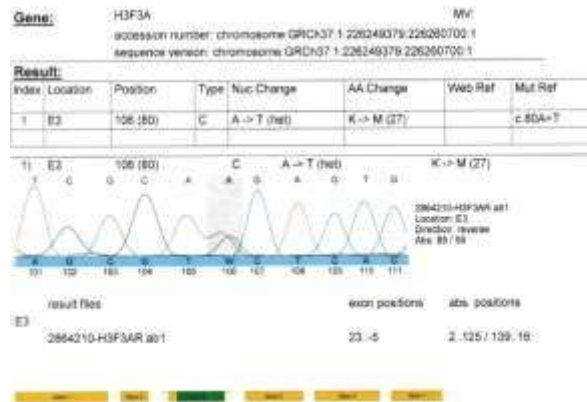 Gene: H3F3A MV:
accession number: chromosome:GRCh37:1:226249379:226260700:1
sequence version: chromosome:GRCh37:1:226249379:226260700:1
Result:
Index Location Position Type Nuc Change AA Change Web Ref Mut Ref
1 E3 106 (80) C A -> T (het) K -> M (27) c.80A>T
1) E3 106 (80) C A -> T (het) K -> M (27)
T C G C A A G A G T G
2864210-H3F3AR.ab1
Location: E3
Direction: reverse
101 102 103 104 105 106 107 108 109 110 111
result files exon positions abs. positions
E3
2864210-H3F3AR.ab1 23..-5 2..125 / 139..16